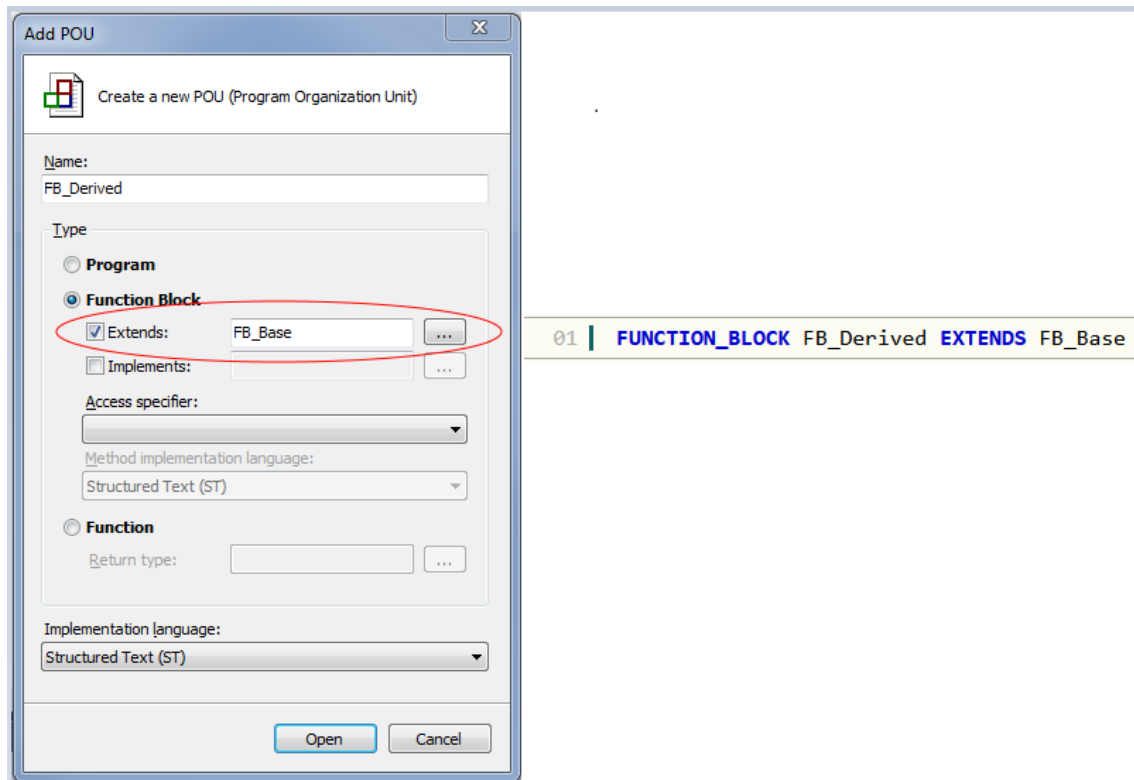 Add POU
Create a new POU (Program Organization Unit)
Name:
FB_Derived
Type
Program
Function Block
Extends: FB_Base ...
Implements: ...
Access specifier:
Method implementation language:
Structured Text (ST)
Function
Return type: ...
Implementation language:
Structured Text (ST)
Open Cancel
01 FUNCTION_BLOCK FB_Derived EXTENDS FB_Base